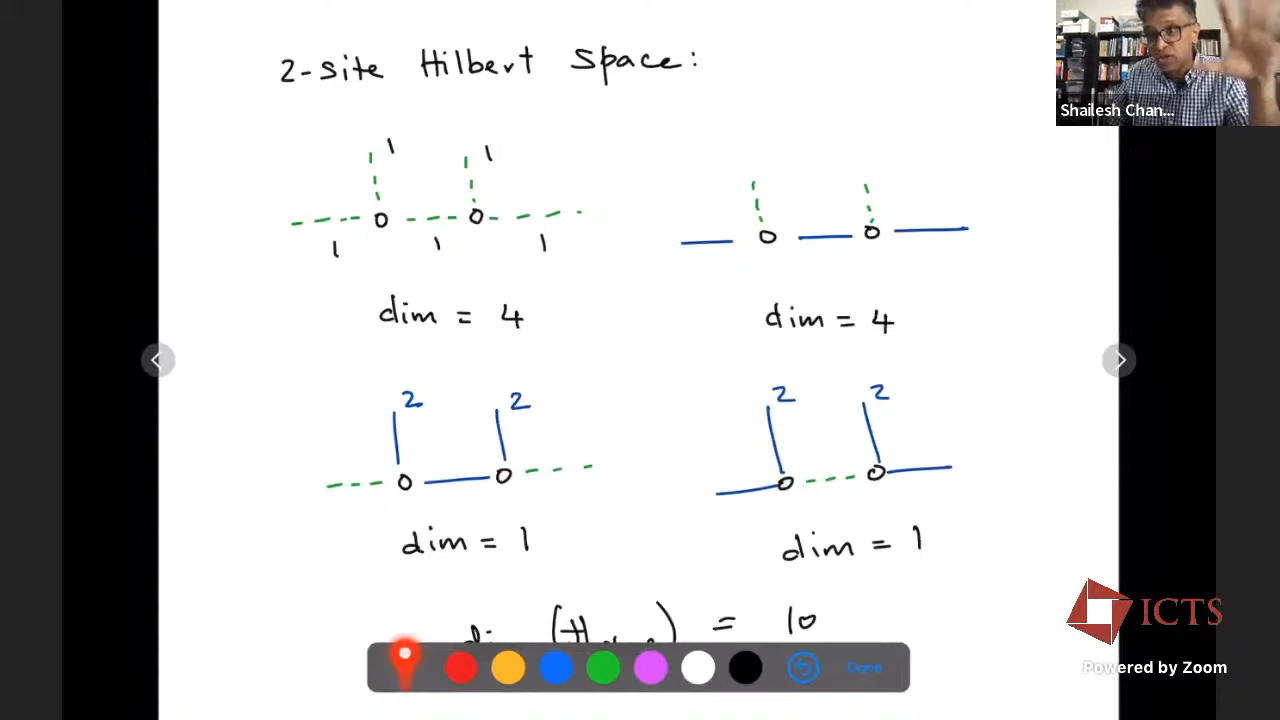 2-site Hilbert Space:
Shailesh Chan...
1 1
1 1 1
dim = 4
dim = 4
2 2
2 2
dim = 1
dim = 1
= 10
Done
ICTS
Powered by Zoom